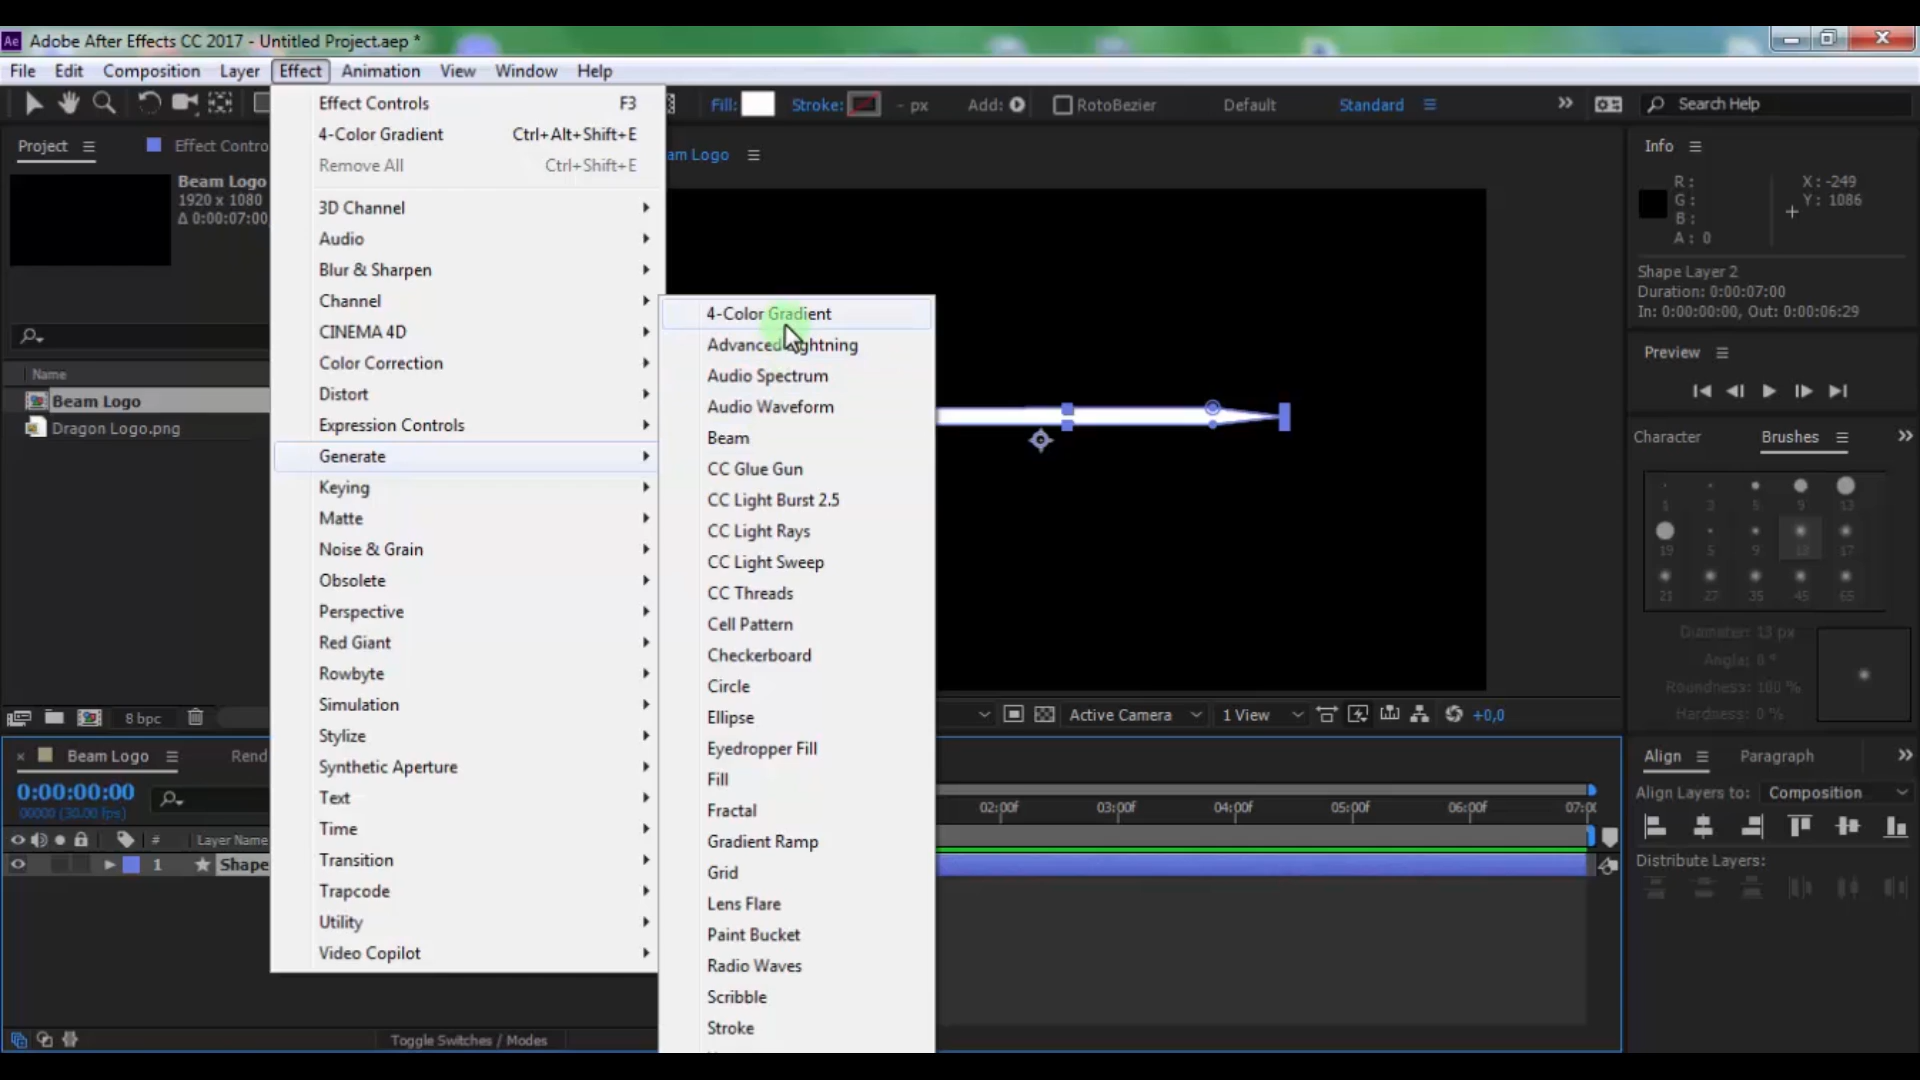 Ae Adobe After Effects CC 2017 - Untitled Project.aep *
File Edit Composition Layer Effect Animation View Window Help
Fill: Stroke: - px Add: RotoBezier Default Standard Search Help
Effect Controls F3
4-Color Gradient Ctrl+Alt+Shift+E
Remove All Ctrl+Shift+E
3D Channel
Audio
Blur & Sharpen
Channel
CINEMA 4D
Color Correction
Distort
Expression Controls
Generate
Keying
Matte
Noise & Grain
Obsolete
Perspective
Red Giant
Rowbyte
Simulation
Stylize
Synthetic Aperture
Text
Time
Transition
Trapcode
Utility
Video Copilot
4-Color Gradient
Advanced Lightning
Audio Spectrum
Audio Waveform
Beam
CC Glue Gun
CC Light Burst 2.5
CC Light Rays
CC Light Sweep
CC Threads
Cell Pattern
Checkerboard
Circle
Ellipse
Eyedropper Fill
Fill
Fractal
Gradient Ramp
Grid
Lens Flare
Paint Bucket
Radio Waves
Scribble
Stroke
Project Effect Contro
Beam Logo
1920 x 1080
Δ 0:00:07:00
Name
Beam Logo
Dragon Logo.png
8 bpc
am Logo
Active Camera 1 View +0,0
Info
R: X: -249
G: Y: 1086
B:
A: 0
Shape Layer 2
Duration: 0:00:07:00
In: 0:00:00:00, Out: 0:00:06:29
Preview
Character Brushes
1 3 5 9 13
19 5 9 13 17
21 27 35 45 65
Diameter: 13 px
Angle: 0 °
Roundness: 100 %
Hardness: 0 %
Align Paragraph
Align Layers to: Composition
Distribute Layers:
Beam Logo Rend
0:00:00:00
00000 (30.00 fps)
02:00f 03:00f 04:00f 05:00f 06:00f 07:0
# Layer Name
1 Shape
Toggle Switches / Modes